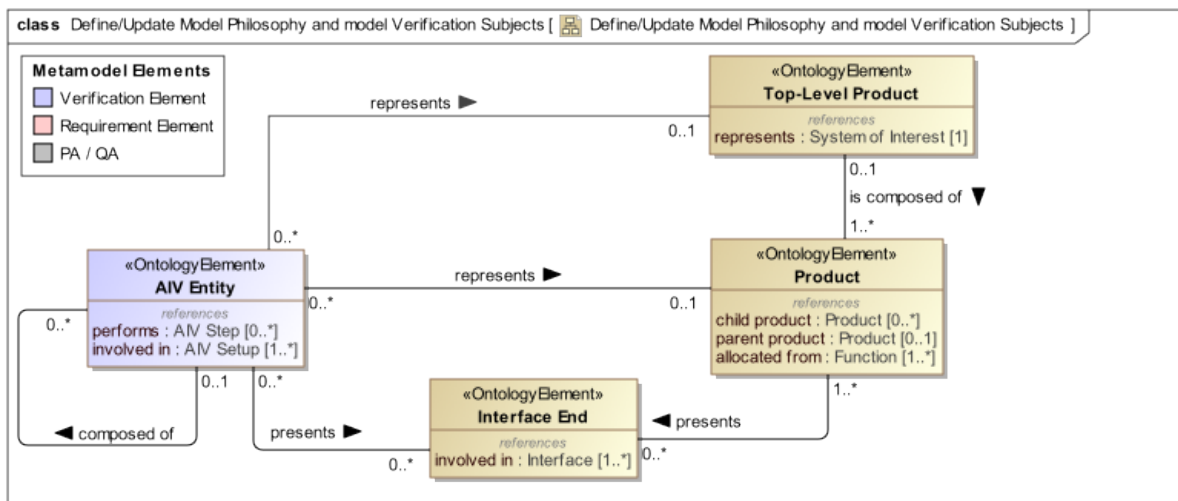 class Define/Update Model Philosophy and model Verification Subjects [ Define/Update Model Philosophy and model Verification Subjects ]
Metamodel Elements
Verification Element
Requirement Element
PA / QA
represents
0..1
0..*
«OntologyElement»
Top-Level Product
references
represents : System of Interest [1]
0..1
is composed of
1..*
«OntologyElement»
AIV Entity
references
performs : AIV Step [0..*]
involved in : AIV Setup [1..*]
represents
0..*
0..1
«OntologyElement»
Product
references
child product : Product [0..*]
parent product : Product [0..1]
allocated from : Function [1..*]
0..*
0..1
composed of
0..*
presents
0..*
«OntologyElement»
Interface End
references
involved in : Interface [1..*]
1..*
presents
0..*